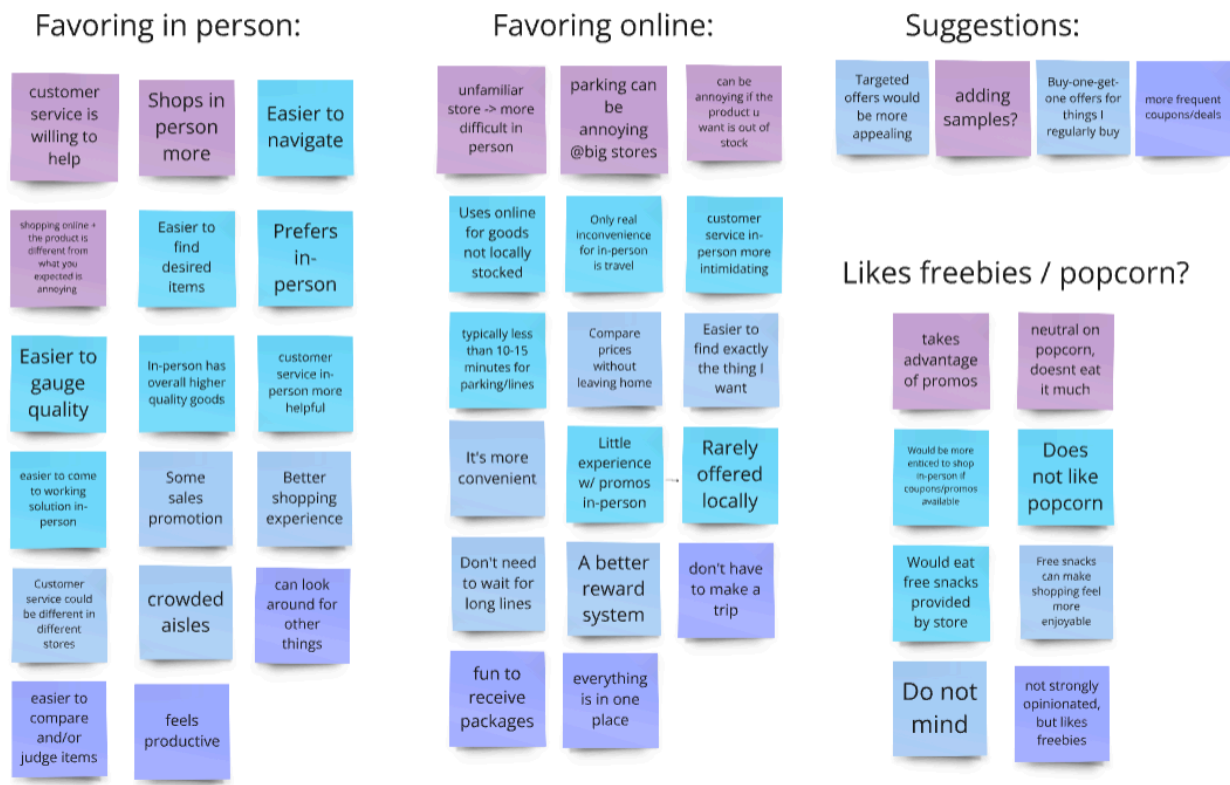 Favoring in person:
customer
service is
willing to
help
Shops in
person
more
Easier to
navigate
shopping online +
the product is
different from
what you
expected is
annoying
Easier to
find
desired
items
Prefers
in-
person
Easier to
gauge
quality
In-person has
overall higher
quality goods
customer
service in-
person more
helpful
easier to come
to working
solution in-
person
Some
sales
promotion
Better
shopping
experience
Customer
service could
be different in
different
stores
crowded
aisles
can look
around for
other
things
easier to
compare
and/or
judge items
feels
productive
Favoring online:
unfamiliar
store -> more
difficult in
person
parking can
be
annoying
@big stores
can be
annoying if the
product u
want is out of
stock
Uses online
for goods
not locally
stocked
Only real
inconvenience
for in-person
is travel
customer
service in-
person more
intimidating
typically less
than 10-15
minutes for
parking/lines
Compare
prices
without
leaving home
Easier to
find exactly
the thing I
want
It's more
convenient
Little
experience
w/ promos
in-person
Rarely
offered
locally
Don't need
to wait for
long lines
A better
reward
system
don't have
to make a
trip
fun to
receive
packages
everything
is in one
place
Suggestions:
Targeted
offers would
be more
appealing
adding
samples?
Buy-one-get-
one offers for
things I
regularly buy
more frequent
coupons/deals
Likes freebies / popcorn?
takes
advantage
of promos
neutral on
popcorn,
doesnt eat
it much
Would be more
enticed to shop
in-person if
coupons/promos
available
Does
not like
popcorn
Would eat
free snacks
provided
by store
Free snacks
can make
shopping feel
more
enjoyable
Do not
mind
not strongly
opinionated,
but likes
freebies